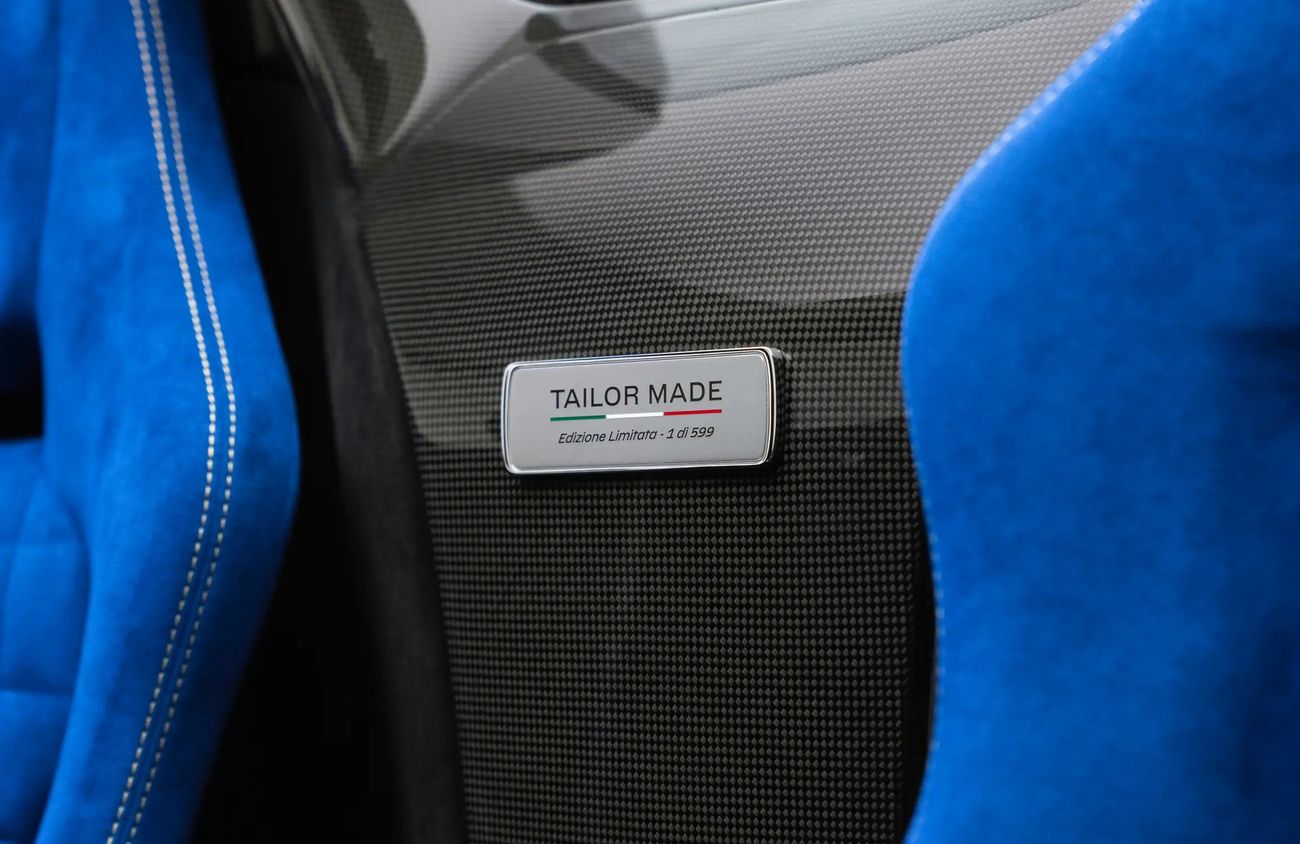 TAILOR MADE
Edizione Limitata - 1 di 599